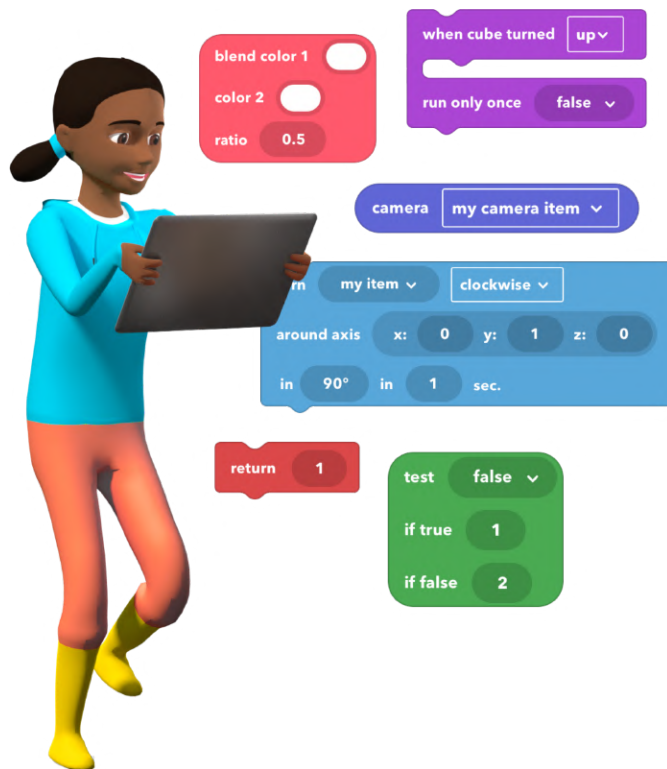 blend color 1
color 2
ratio 0.5
when cube turned up
run only once false
camera my camera item
my item clockwise
around axis x: 0 y: 1 z: 0
in 90° in 1 sec.
return 1
test false
if true 1
if false 2